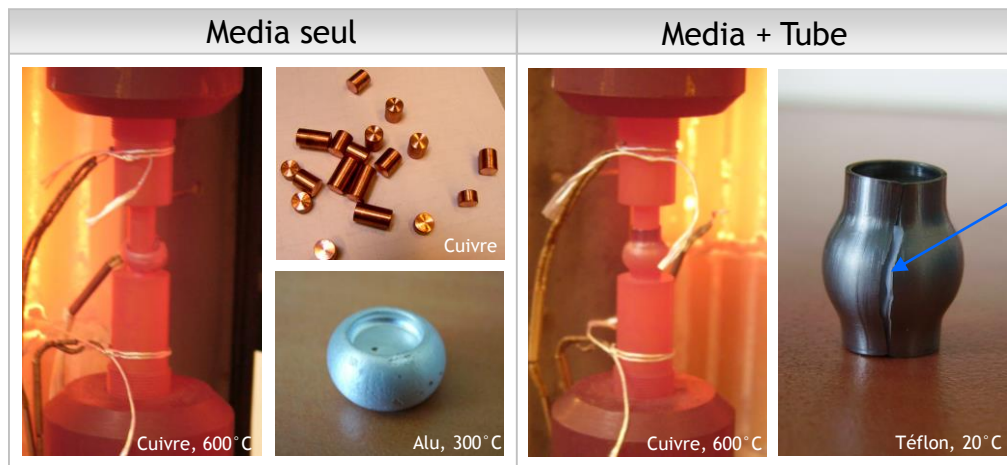 Media seul
Media + Tube
Cuivre
Cuivre, 600°C
Alu, 300°C
Cuivre, 600°C
Téflon, 20°C